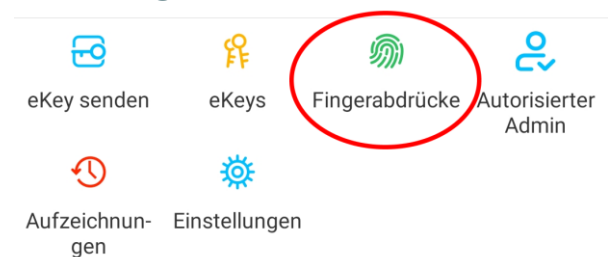 eKey senden
eKeys
Fingerabdrücke
Autorisierter
Admin
Aufzeichnun-
gen
Einstellungen